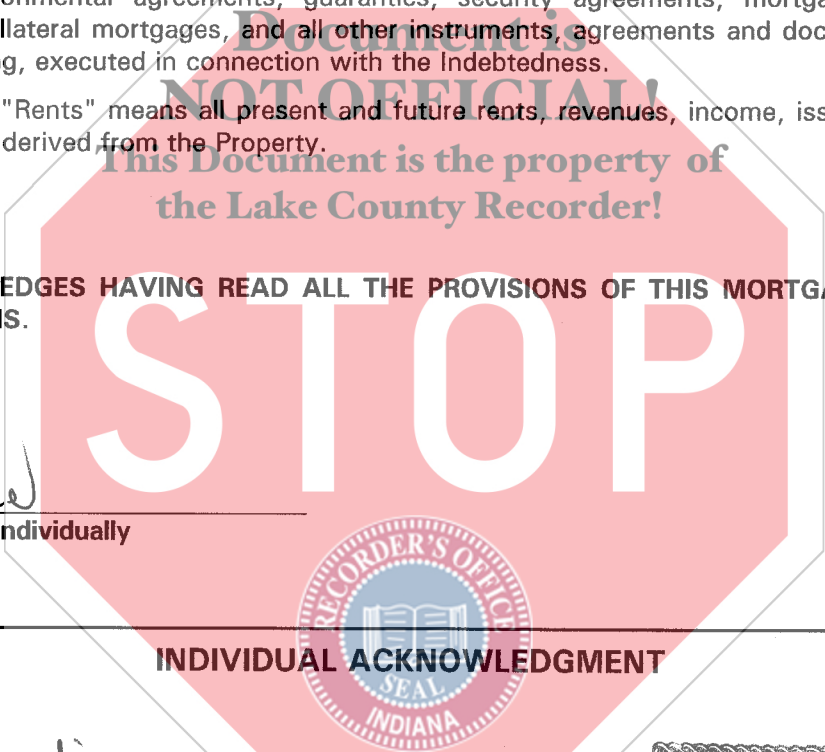 onmental agreements, guaranties, security agreements, mortga
Document is
llateral mortgages, and all other instruments, agreements and doc
g, executed in connection with the Indebtedness.
NOT OFFICIAL!
"Rents" means all present and future rents, revenues, income, iss
derived from the Property.
This Document is the property of
the Lake County Recorder!
EDGES HAVING READ ALL THE PROVISIONS OF THIS MORTGA
IS.
STOP
ndividually
RECORDER'S OFFICE
INDIVIDUAL ACKNOWLEDGMENT
SEAL
INDIANA